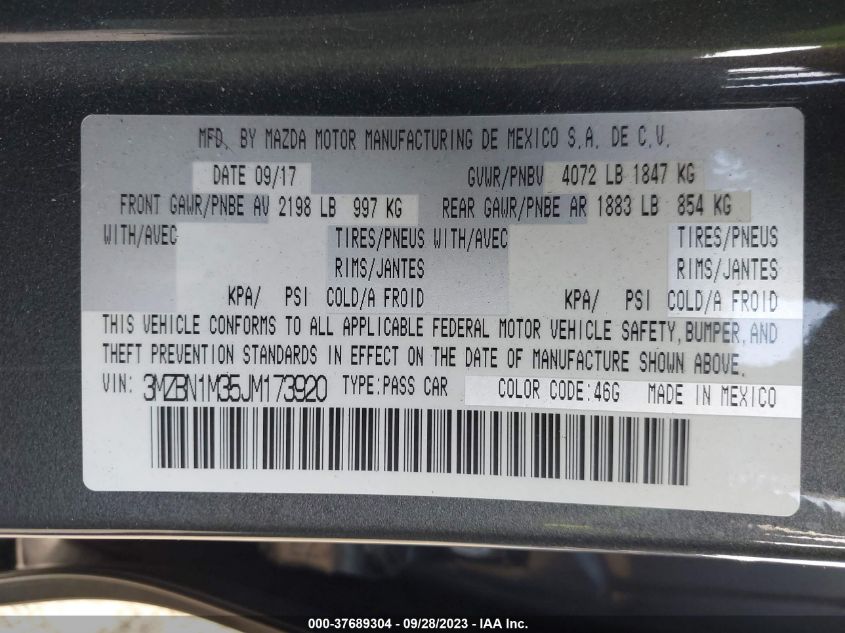 MFD. BY MAZDA MOTOR MANUFACTURING DE MEXICO S.A. DE C.V.
DATE 09/17 GVWR/PNBV 4072 LB 1847 KG
FRONT GAWR/PNBE AV 2198 LB 997 KG REAR GAWR/PNBE AR 1883 LB 854 KG
WITH/AVEC TIRES/PNEUS WITH/AVEC TIRES/PNEUS
RIMS/JANTES RIMS/JANTES
KPA/ PSI COLD/A FROID KPA/ PSI COLD/A FROID
THIS VEHICLE CONFORMS TO ALL APPLICABLE FEDERAL MOTOR VEHICLE SAFETY, BUMPER, AND
THEFT PREVENTION STANDARDS IN EFFECT ON THE DATE OF MANUFACTURE SHOWN ABOVE.
VIN: 3MZBN1M35JM173920 TYPE:PASS CAR COLOR CODE:46G MADE IN MEXICO
000-37689304 - 09/28/2023 - IAA Inc.